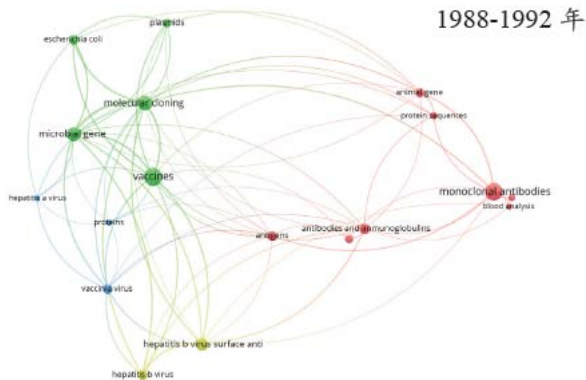 1988-1992 年
plasmids
escherichia coli
molecular cloning
animal gene
protein sequences
microbial gene
vaccines
monoclonal antibodies
blood analysis
hepatitis a virus
proteins
antibodies and immunoglobulins
antigens
vaccinia virus
hepatitis b virus surface anti
hepatitis b virus